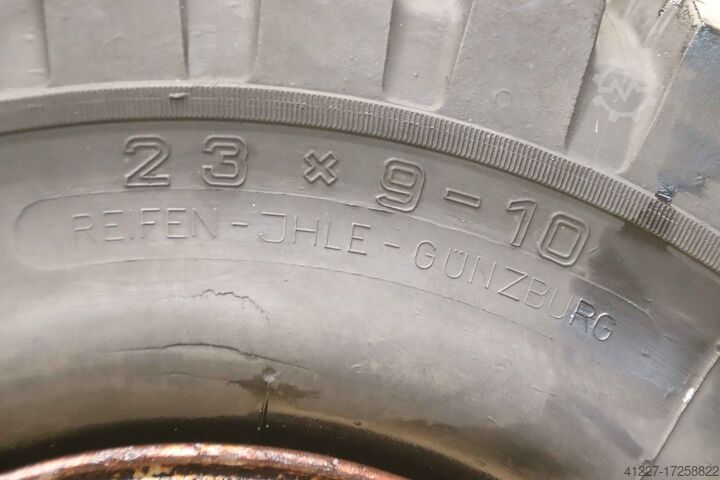 23 × 9-10
REIFEN-JHLE-GÜNZBURG
41227-17258822